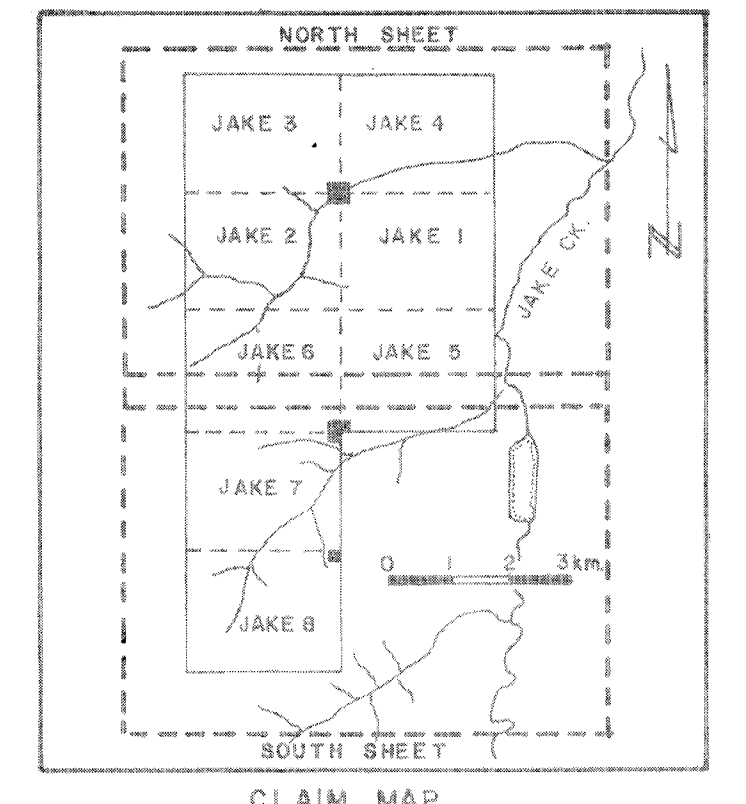 NORTH SHEET
JAKE 3
JAKE 4
JAKE 2
JAKE 1
JAKE CK.
JAKE 6
JAKE 5
JAKE 7
0 1 2 3 km.
JAKE 8
SOUTH SHEET
CLAIM MAP
N